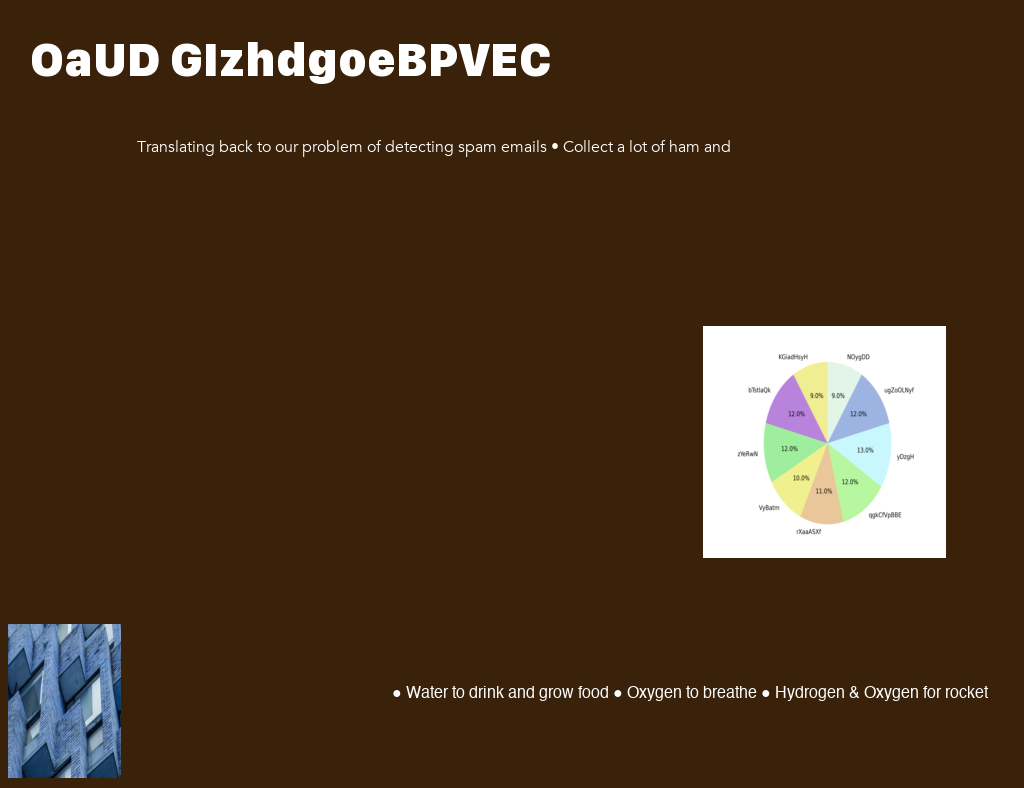 OaUD GIzhdgoeBPVEC
Translating back to our problem of detecting spam emails • Collect a lot of ham and
KGiadHsyH
NOygDD
bTstIaQk
ugZoOLNyf
9.0%
9.0%
12.0%
12.0%
zYeRwN
12.0%
13.0%
yDzgH
10.0%
12.0%
11.0%
VyBatm
qgkCfVpBBE
rXaaASXf
● Water to drink and grow food ● Oxygen to breathe ● Hydrogen & Oxygen for rocket